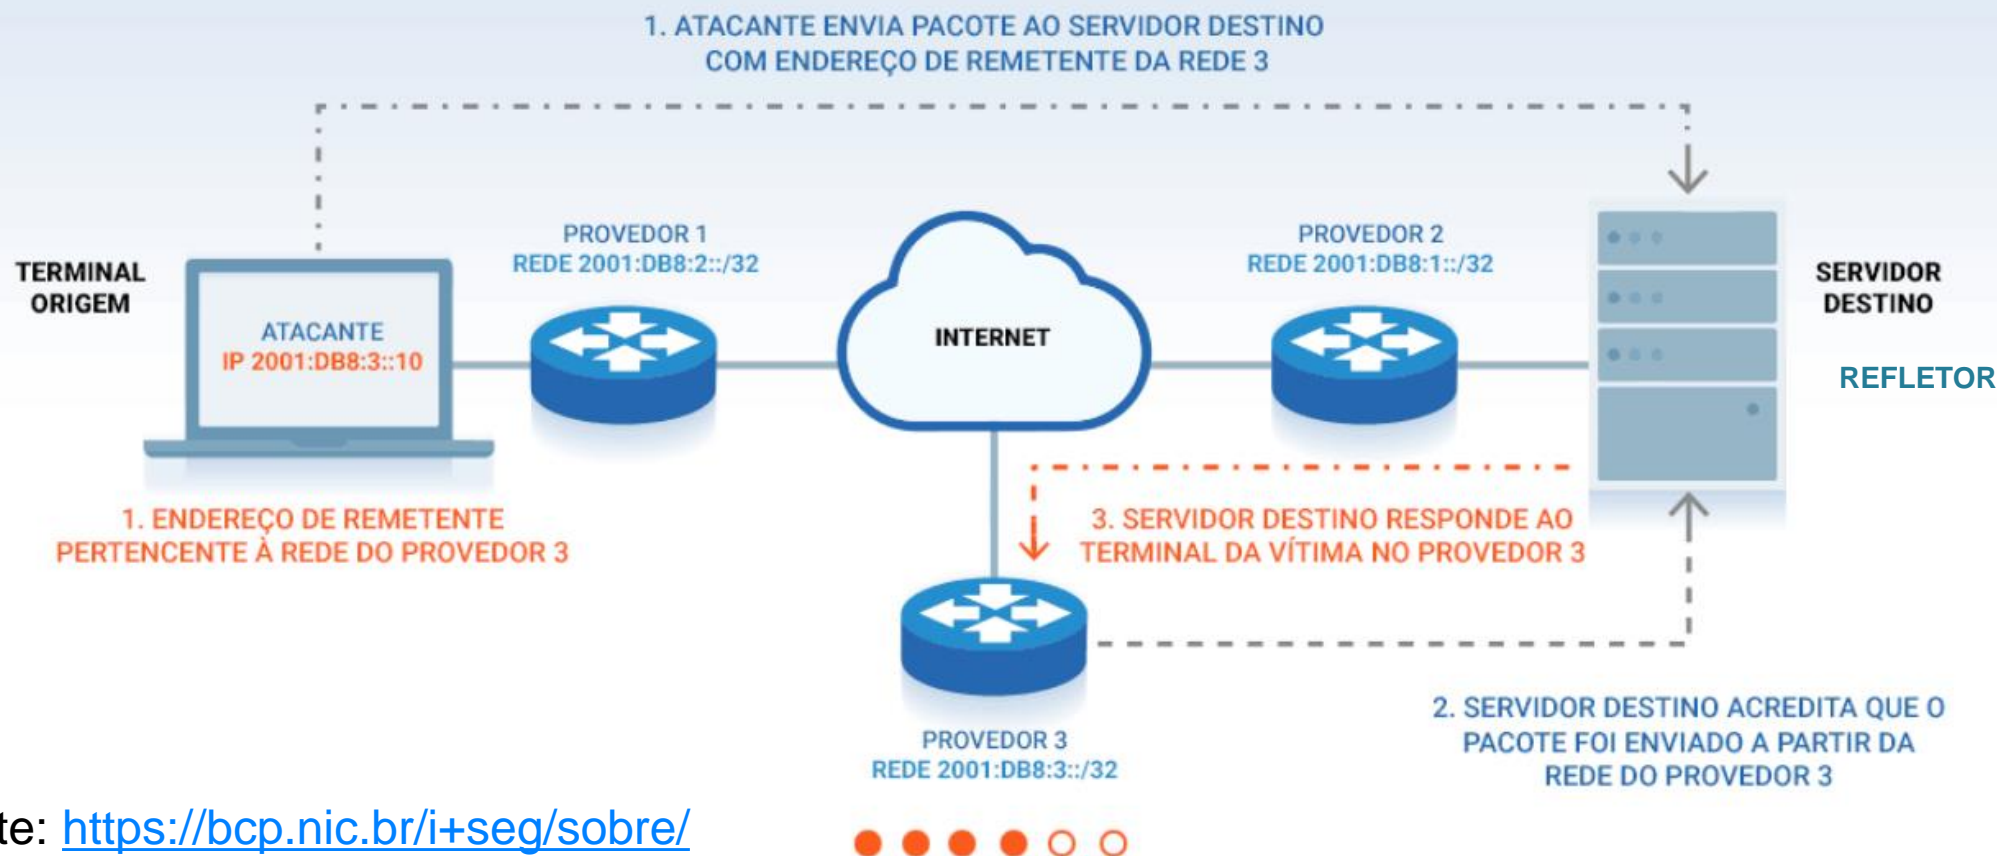 1. ATACANTE ENVIA PACOTE AO SERVIDOR DESTINO
COM ENDEREÇO DE REMETENTE DA REDE 3
TERMINAL
ORIGEM
ATACANTE
IP 2001:DB8:3::10
PROVEDOR 1
REDE 2001:DB8:2::/32
INTERNET
PROVEDOR 2
REDE 2001:DB8:1::/32
SERVIDOR
DESTINO
REFLETOR
1. ENDEREÇO DE REMETENTE
PERTENCENTE À REDE DO PROVEDOR 3
3. SERVIDOR DESTINO RESPONDE AO
TERMINAL DA VÍTIMA NO PROVEDOR 3
PROVEDOR 3
REDE 2001:DB8:3::/32
2. SERVIDOR DESTINO ACREDITA QUE O
PACOTE FOI ENVIADO A PARTIR DA
REDE DO PROVEDOR 3
te: https://bcp.nic.br/i+seg/sobre/